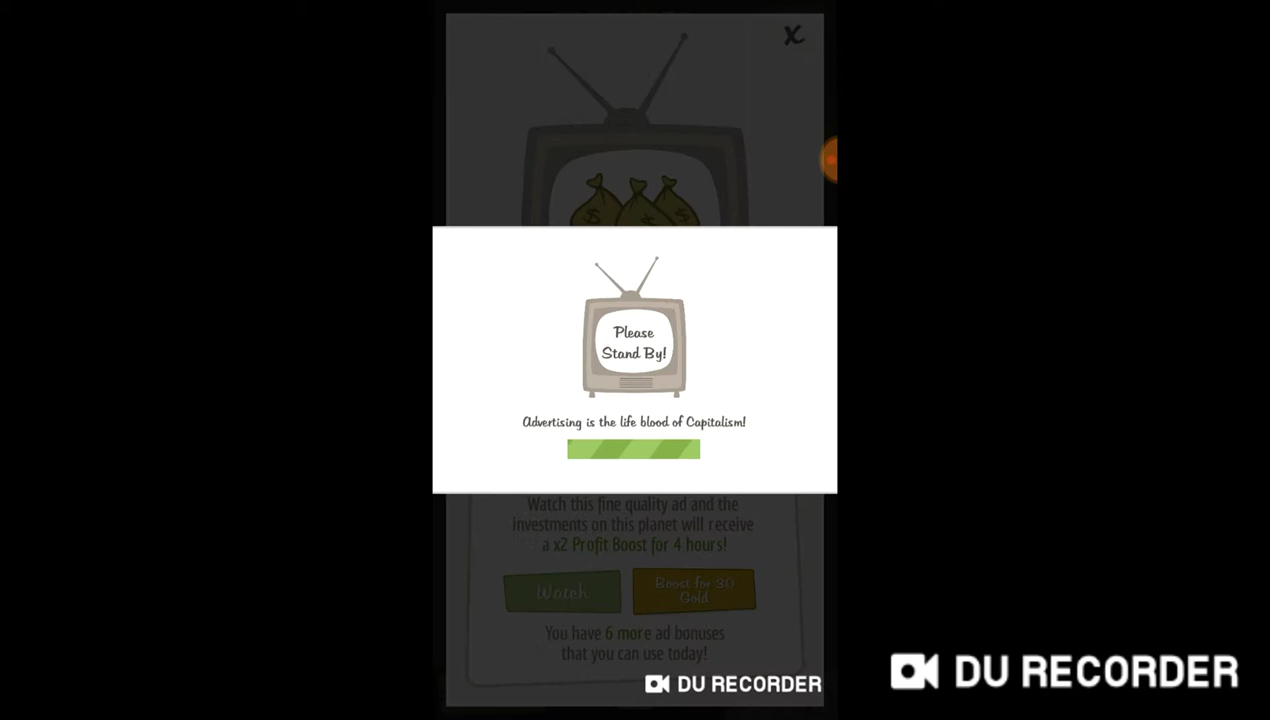 X
Please
Stand By!
Advertising is the life blood of Capitalism!
Watch this fine quality ad and the
investments on this planet will receive
a x2 Profit Boost for 4 hours!
Watch
Boost for 30
Gold
You have 6 more ad bonuses
that you can use today!
DU RECORDER
DU RECORDER